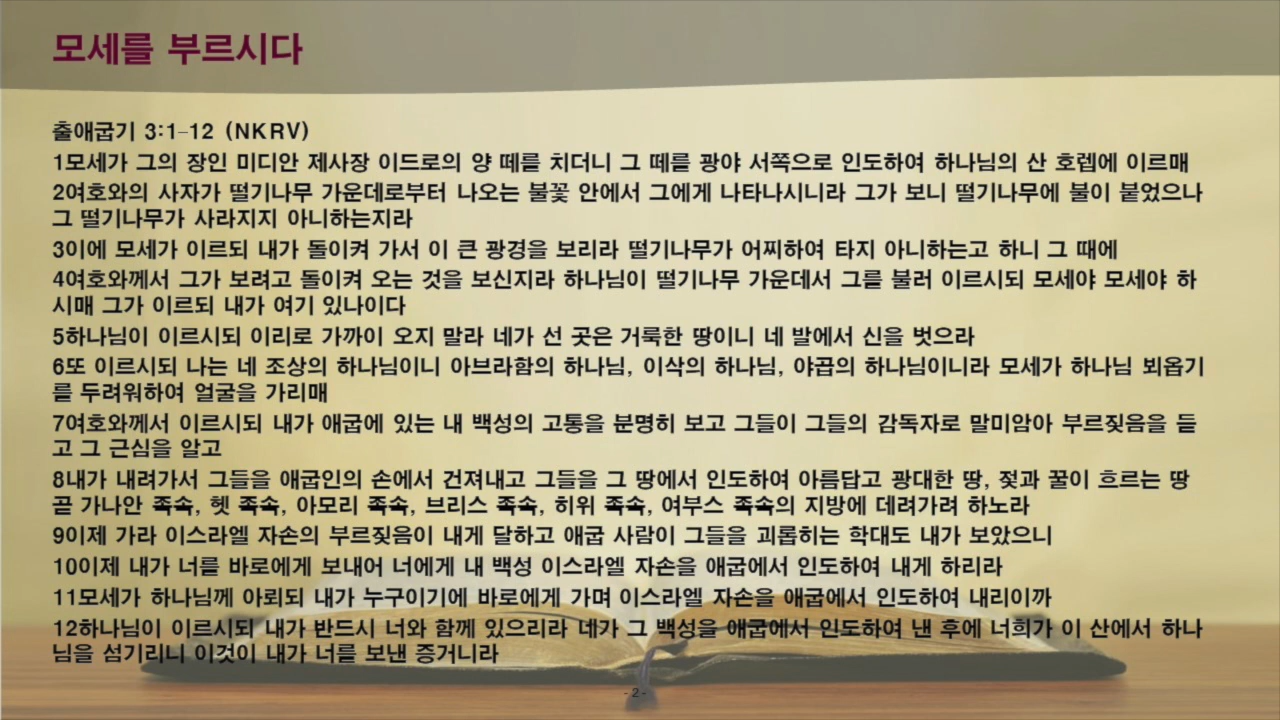 모세를 부르시다
출애굽기 3:1-12 (NKRV)
1모세가 그의 장인 미디안 제사장 이드로의 양 떼를 치더니 그 떼를 광야 서쪽으로 인도하여 하나님의 산 호렙에 이르매
2여호와의 사자가 떨기나무 가운데로부터 나오는 불꽃 안에서 그에게 나타나시니라 그가 보니 떨기나무에 불이 붙었으나
그 떨기나무가 사라지지 아니하는지라
3이에 모세가 이르되 내가 돌이켜 가서 이 큰 광경을 보리라 떨기나무가 어찌하여 타지 아니하는고 하니 그 때에
4여호와께서 그가 보려고 돌이켜 오는 것을 보신지라 하나님이 떨기나무 가운데서 그를 불러 이르시되 모세야 모세야 하
시매 그가 이르되 내가 여기 있나이다
5하나님이 이르시되 이리로 가까이 오지 말라 네가 선 곳은 거룩한 땅이니 네 발에서 신을 벗으라
6또 이르시되 나는 네 조상의 하나님이니 아브라함의 하나님, 이삭의 하나님, 야곱의 하나님이니라 모세가 하나님 뵈옵기
를 두려워하여 얼굴을 가리매
7여호와께서 이르시되 내가 애굽에 있는 내 백성의 고통을 분명히 보고 그들이 그들의 감독자로 말미암아 부르짖음을 듣
고 그 근심을 알고
8내가 내려가서 그들을 애굽인의 손에서 건져내고 그들을 그 땅에서 인도하여 아름답고 광대한 땅, 젖과 꿀이 흐르는 땅
곧 가나안 족속, 헷 족속, 아모리 족속, 브리스 족속, 히위 족속, 여부스 족속의 지방에 데려가려 하노라
9이제 가라 이스라엘 자손의 부르짖음이 내게 달하고 애굽 사람이 그들을 괴롭히는 학대도 내가 보았으니
10이제 내가 너를 바로에게 보내어 너에게 내 백성 이스라엘 자손을 애굽에서 인도하여 내게 하리라
11모세가 하나님께 아뢰되 내가 누구이기에 바로에게 가며 이스라엘 자손을 애굽에서 인도하여 내리이까
12하나님이 이르시되 내가 반드시 너와 함께 있으리라 네가 그 백성을 애굽에서 인도하여 낸 후에 너희가 이 산에서 하나
님을 섬기리니 이것이 내가 너를 보낸 증거니라
- 2 -